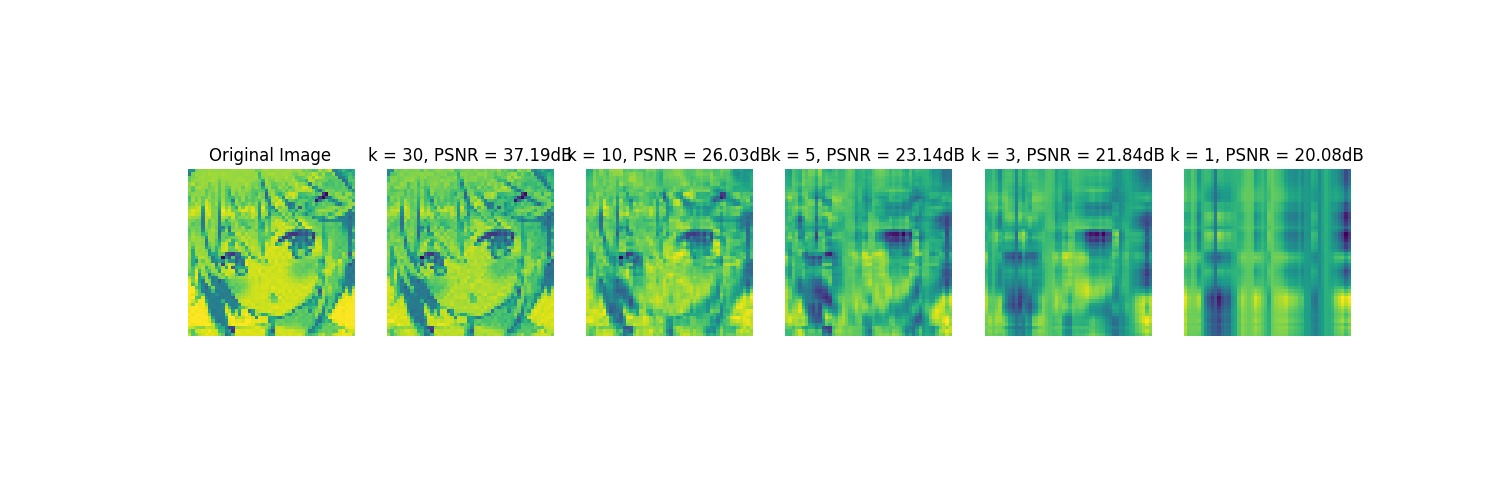 Original Image
k = 30, PSNR = 37.19dB
k = 10, PSNR = 26.03dB
k = 5, PSNR = 23.14dB
k = 3, PSNR = 21.84dB
k = 1, PSNR = 20.08dB